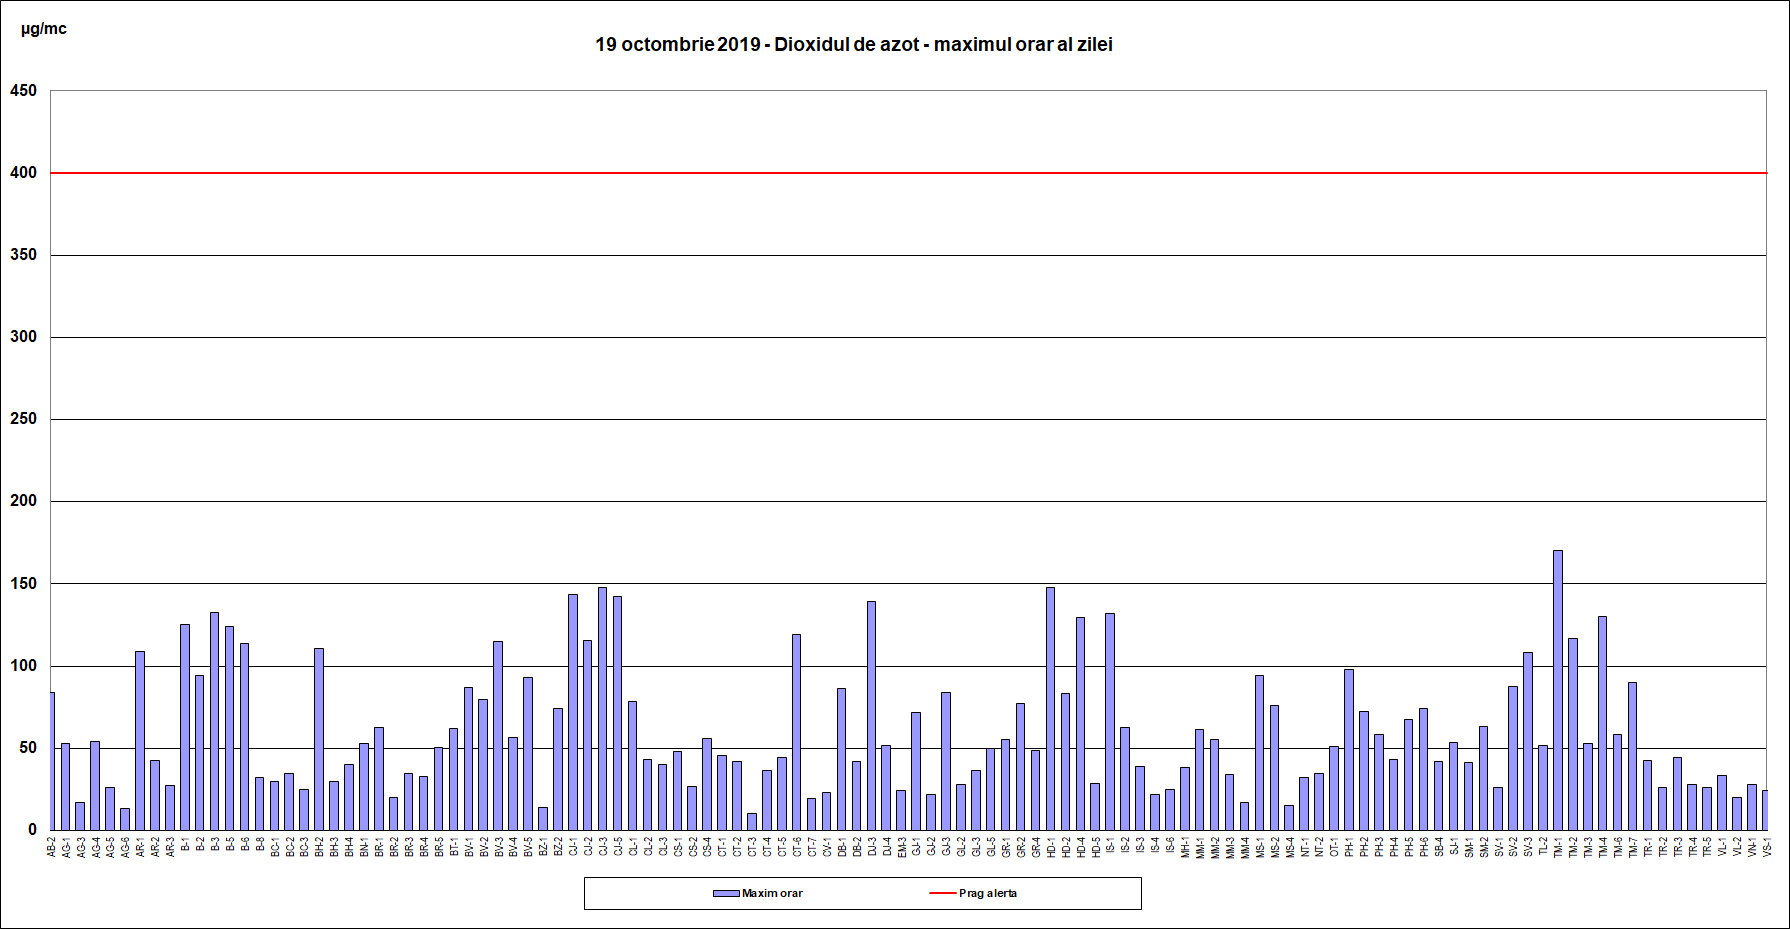 µg/mc
19 octombrie 2019 - Dioxidul de azot - maximul orar al zilei
450
400
350
300
250
200
150
100
50
0
AB-2 AG-1 AG-3 AG-4 AG-5 AG-6 AR-1 AR-2 AR-3 B-1 B-2 B-3 B-5 B-6 B-8 BC-1 BC-2 BC-3 BH-2 BH-3 BH-4 BN-1 BR-1 BR-2 BR-3 BR-4 BR-5 BT-1 BV-1 BV-2 BV-3 BV-4 BV-5 BZ-1 BZ-2 CJ-1 CJ-2 CJ-3 CJ-5 CL-1 CL-2 CL-3 CS-1 CS-2 CS-4 CT-1 CT-2 CT-3 CT-4 CT-5 CT-6 CT-7 CV-1 DB-1 DB-2 DJ-3 DJ-4 EM-3 GJ-1 GJ-2 GJ-3 GL-2 GL-3 GL-5 GR-1 GR-2 GR-4 HD-1 HD-2 HD-4 HD-5 IS-1 IS-2 IS-3 IS-4 IS-6 MH-1 MM-1 MM-2 MM-3 MM-4 MS-1 MS-2 MS-4 NT-1 NT-2 OT-1 PH-1 PH-2 PH-3 PH-4 PH-5 PH-6 SB-4 SJ-1 SM-1 SM-2 SV-1 SV-2 SV-3 TL-2 TM-1 TM-2 TM-3 TM-4 TM-6 TM-7 TR-1 TR-2 TR-3 TR-4 TR-5 VL-1 VL-2 VN-1 VS-1
Maxim orar Prag alerta